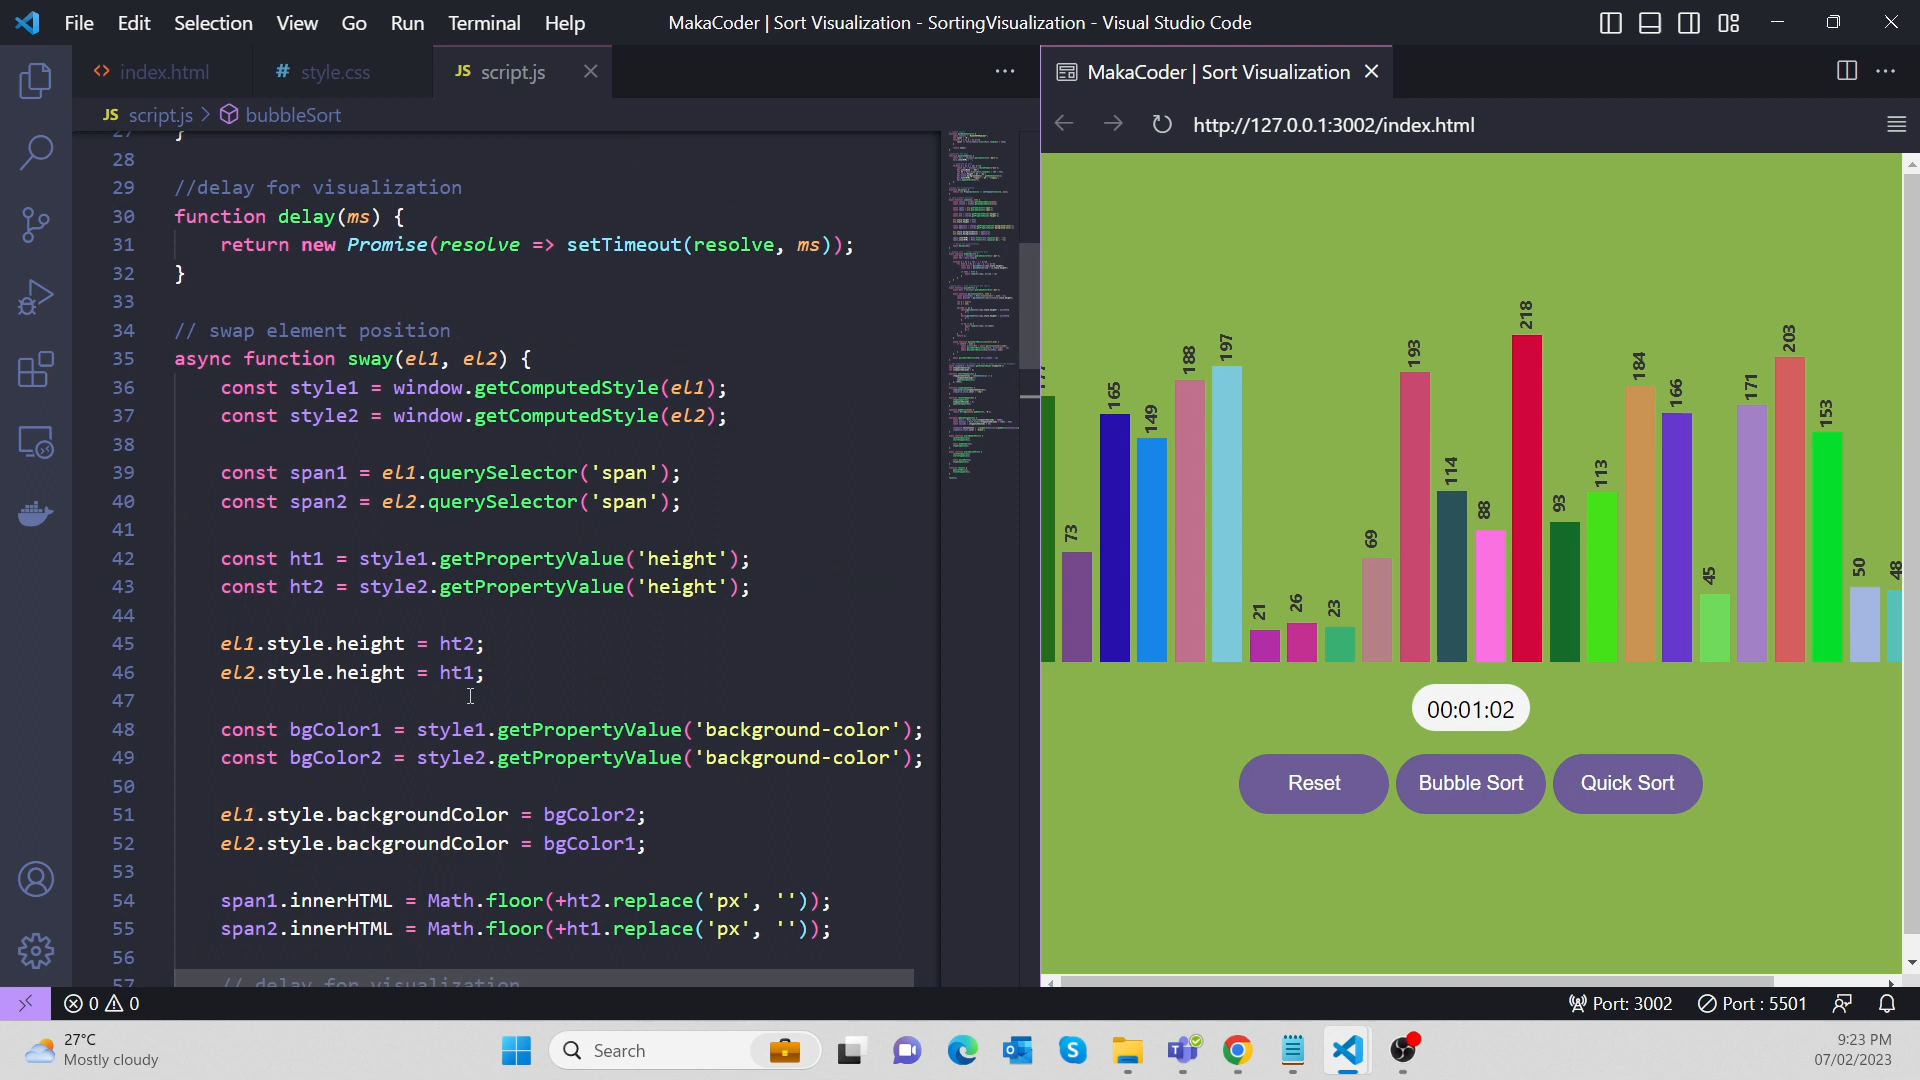 File Edit Selection View Go Run Terminal Help
MakaCoder | Sort Visualization - SortingVisualization - Visual Studio Code
<> index.html
# style.css
JS script.js
JS script.js > bubbleSort
27 }
28
29 //delay for visualization
30 function delay(ms) {
31 return new Promise(resolve => setTimeout(resolve, ms));
32 }
33
34 // swap element position
35 async function sway(el1, el2) {
36 const style1 = window.getComputedStyle(el1);
37 const style2 = window.getComputedStyle(el2);
38
39 const span1 = el1.querySelector('span');
40 const span2 = el2.querySelector('span');
41
42 const ht1 = style1.getPropertyValue('height');
43 const ht2 = style2.getPropertyValue('height');
44
45 el1.style.height = ht2;
46 el2.style.height = ht1;
47
48 const bgColor1 = style1.getPropertyValue('background-color');
49 const bgColor2 = style2.getPropertyValue('background-color');
50
51 el1.style.backgroundColor = bgColor2;
52 el2.style.backgroundColor = bgColor1;
53
54 span1.innerHTML = Math.floor(+ht2.replace('px', ''));
55 span2.innerHTML = Math.floor(+ht1.replace('px', ''));
56
57 // delay for visualization
MakaCoder | Sort Visualization
http://127.0.0.1:3002/index.html
73
165
149
188
197
21
26
23
69
193
114
88
218
93
113
184
166
45
171
203
153
50
48
00:01:02
Reset
Bubble Sort
Quick Sort
0 0
Port: 3002
Port : 5501
27°C
Mostly cloudy
Search
9:23 PM
07/02/2023